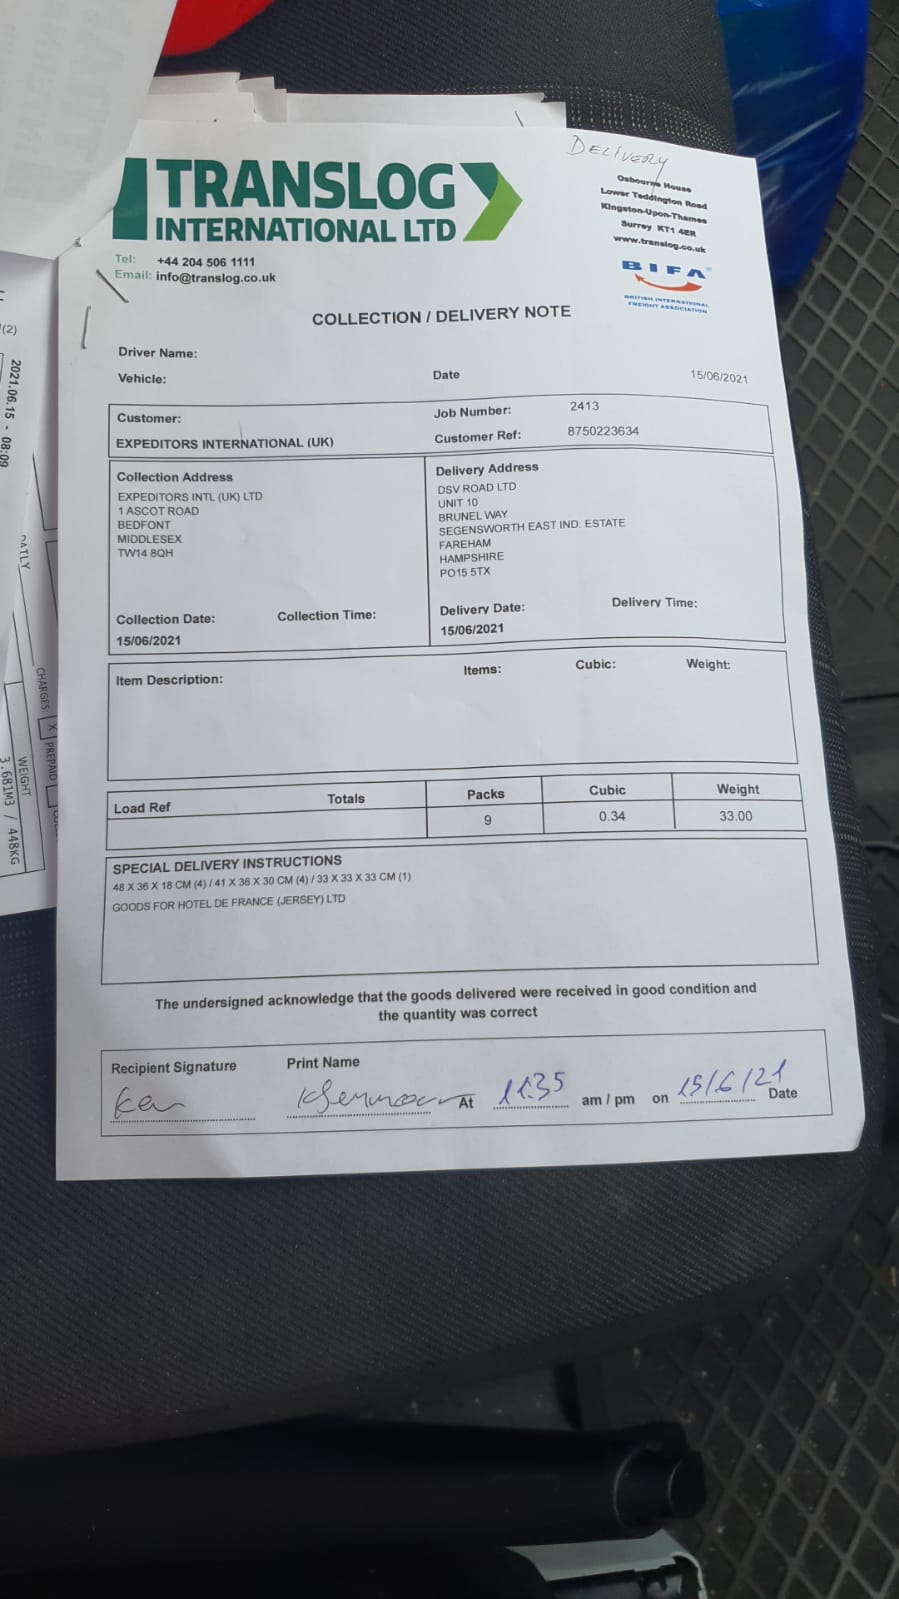 DELIVERY
TRANSLOG
INTERNATIONAL LTD
Osbourne House
Lower Teddington Road
Kingston-Upon-Thames
Surrey KT1 4ER
www.translog.co.uk
Tel: +44 204 506 1111
Email: info@translog.co.uk
BIFA
BRITISH INTERNATIONAL
FREIGHT ASSOCIATION
COLLECTION / DELIVERY NOTE
Driver Name:
Vehicle:
Date 15/06/2021
Customer:
EXPEDITORS INTERNATIONAL (UK)
Job Number: 2413
Customer Ref: 8750223634
Collection Address
EXPEDITORS INTL (UK) LTD
1 ASCOT ROAD
BEDFONT
MIDDLESEX
TW14 8QH
Collection Date: Collection Time:
15/06/2021
Delivery Address
DSV ROAD LTD
UNIT 10
BRUNEL WAY
SEGENSWORTH EAST IND. ESTATE
FAREHAM
HAMPSHIRE
PO15 5TX
Delivery Date: Delivery Time:
15/06/2021
Item Description: Items: Cubic: Weight:
Load Ref Totals Packs Cubic Weight
9 0.34 33.00
SPECIAL DELIVERY INSTRUCTIONS
48 X 36 X 18 CM (4) / 41 X 36 X 30 CM (4) / 33 X 33 X 33 CM (1)
GOODS FOR HOTEL DE FRANCE (JERSEY) LTD
The undersigned acknowledge that the goods delivered were received in good condition and
the quantity was correct
Recipient Signature Print Name
Ken At 11:35 am / pm on 15/6/21 Date
(2)
2021.06.15 - 08:09
CHARGES: X PREPAID
WEIGHT
3.681M3 / 448KG